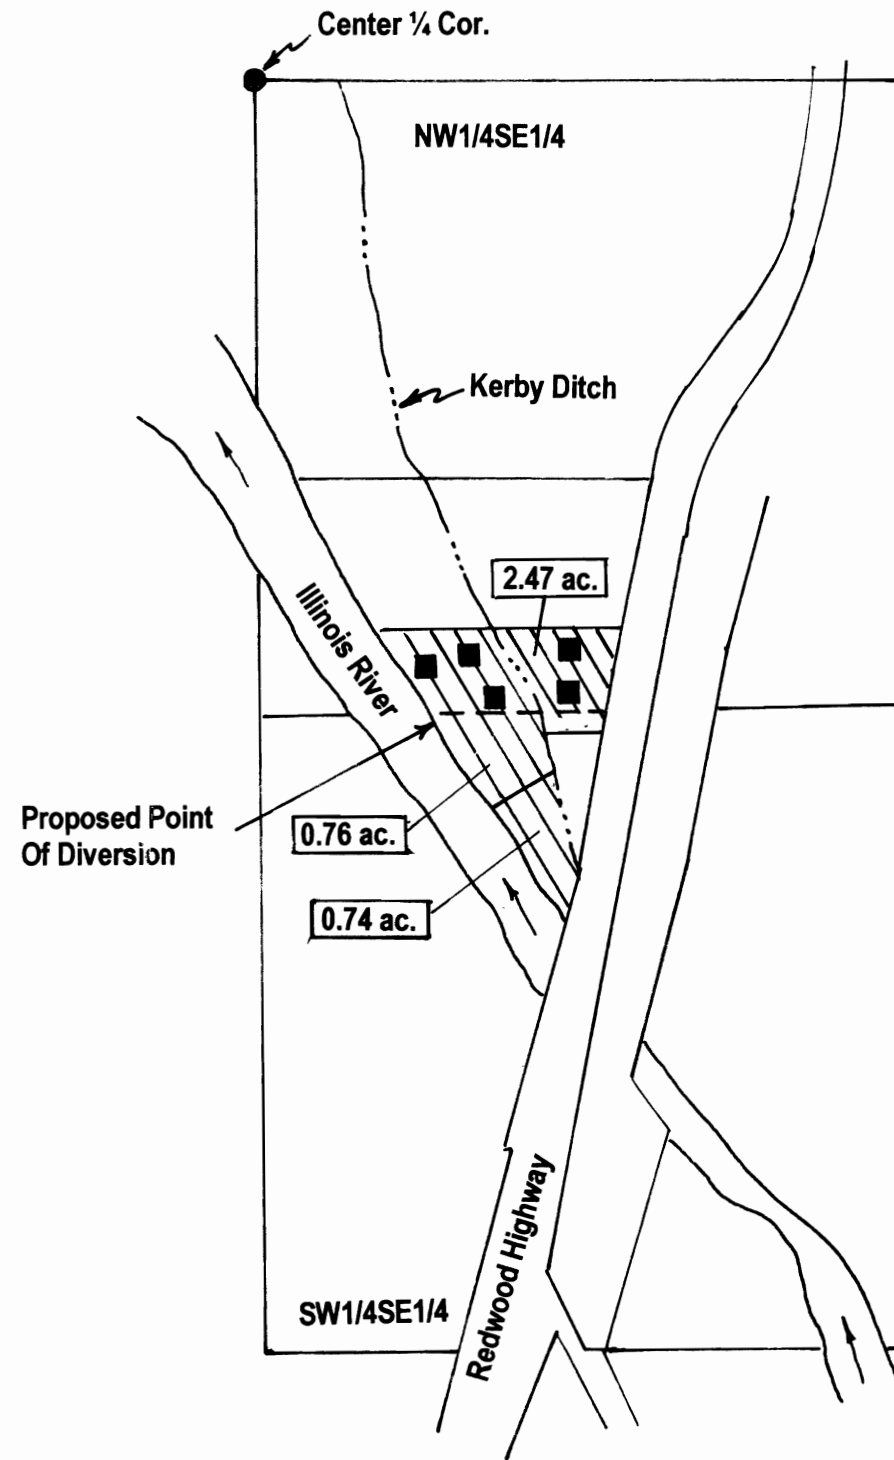 Center ¼ Cor.
NW1/4SE1/4
Kerby Ditch
2.47 ac.
Illinois River
Proposed Point
Of Diversion
0.76 ac.
0.74 ac.
Redwood Highway
SW1/4SE1/4